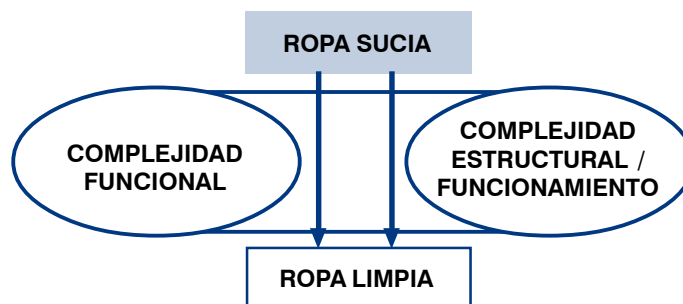 ROPA SUCIA
COMPLEJIDAD
FUNCIONAL
COMPLEJIDAD
ESTRUCTURAL /
FUNCIONAMIENTO
ROPA LIMPIA